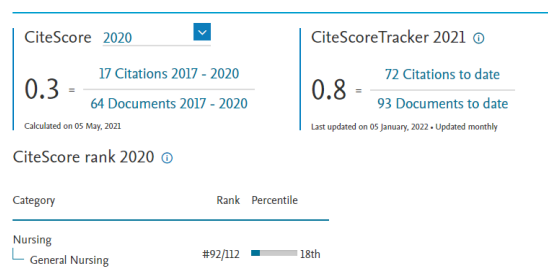 CiteScore 2020
0.3 = 17 Citations 2017 - 2020
64 Documents 2017 - 2020
Calculated on 05 May, 2021
CiteScoreTracker 2021
0.8 = 72 Citations to date
93 Documents to date
Last updated on 05 January, 2022 • Updated monthly
CiteScore rank 2020
Category Rank Percentile
Nursing
General Nursing #92/112 18th